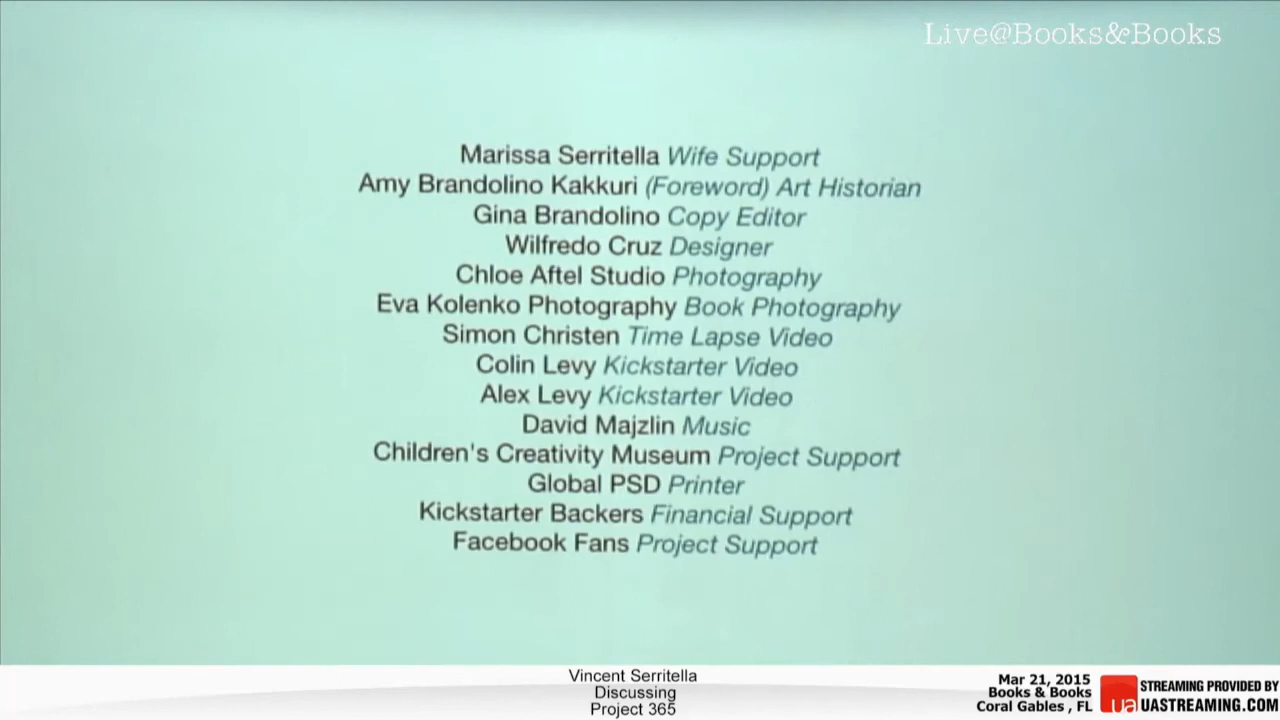 Live@Books&Books
Marissa Serritella Wife Support
Amy Brandolino Kakkuri (Foreword) Art Historian
Gina Brandolino Copy Editor
Wilfredo Cruz Designer
Chloe Aftel Studio Photography
Eva Kolenko Photography Book Photography
Simon Christen Time Lapse Video
Colin Levy Kickstarter Video
Alex Levy Kickstarter Video
David Majzlin Music
Children's Creativity Museum Project Support
Global PSD Printer
Kickstarter Backers Financial Support
Facebook Fans Project Support
Vincent Serritella
Discussing
Project 365
Mar 21, 2015
Books & Books
Coral Gables , FL
ua
STREAMING PROVIDED BY
UASTREAMING.COM